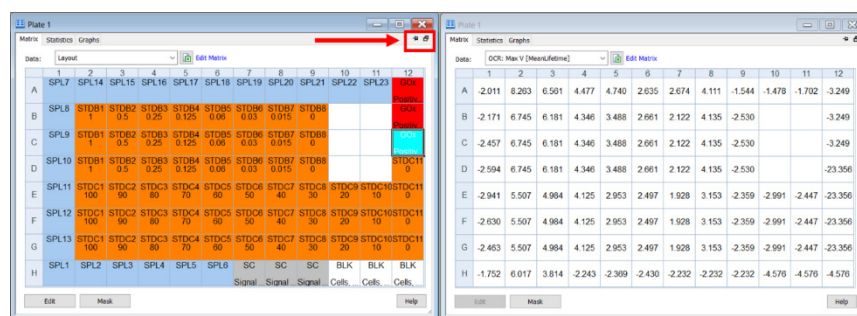 Plate 1
Matrix Statistics Graphs
Data: Layout Edit Matrix
1 2 3 4 5 6 7 8 9 10 11 12
A SPL7 SPL14 SPL15 SPL16 SPL17 SPL18 SPL19 SPL20 SPL21 SPL22 SPL23 GOx
Positiv...
B SPL8 STDB1 STDB2 STDB3 STDB4 STDB5 STDB6 STDB7 STDB8 GOx
1 0.5 0.25 0.125 0.06 0.03 0.015 0 Positiv...
C SPL9 STDB1 STDB2 STDB3 STDB4 STDB5 STDB6 STDB7 STDB8 GOx
1 0.5 0.25 0.125 0.06 0.03 0.015 0 Positiv...
D SPL10 STDB1 STDB2 STDB3 STDB4 STDB5 STDB6 STDB7 STDB8 STDC11
1 0.5 0.25 0.125 0.06 0.03 0.015 0 0
E SPL11 STDC1 STDC2 STDC3 STDC4 STDC5 STDC6 STDC7 STDC8 STDC9 STDC10 STDC11
100 90 80 70 60 50 40 30 20 10 0
F SPL12 STDC1 STDC2 STDC3 STDC4 STDC5 STDC6 STDC7 STDC8 STDC9 STDC10 STDC11
100 90 80 70 60 50 40 30 20 10 0
G SPL13 STDC1 STDC2 STDC3 STDC4 STDC5 STDC6 STDC7 STDC8 STDC9 STDC10 STDC11
100 90 80 70 60 50 40 30 20 10 0
H SPL1 SPL2 SPL3 SPL4 SPL5 SPL6 SC SC SC BLK BLK BLK
Signal... Signal... Signal... Cells, ... Cells, ... Cells, ...
Edit Mask Help
Plate 1
Matrix Statistics Graphs
Data: OCR: Max V [MeanLifetime] Edit Matrix
1 2 3 4 5 6 7 8 9 10 11 12
A -2.011 8.263 6.561 4.477 4.740 2.635 2.674 4.111 -1.544 -1.478 -1.702 -3.249
B -2.171 6.745 6.181 4.346 3.488 2.661 2.122 4.135 -2.530 -3.249
C -2.457 6.745 6.181 4.346 3.488 2.661 2.122 4.135 -2.530 -3.249
D -2.594 6.745 6.181 4.346 3.488 2.661 2.122 4.135 -2.530 -23.356
E -2.941 5.507 4.984 4.125 2.953 2.497 1.928 3.153 -2.359 -2.991 -2.447 -23.356
F -2.630 5.507 4.984 4.125 2.953 2.497 1.928 3.153 -2.359 -2.991 -2.447 -23.356
G -2.463 5.507 4.984 4.125 2.953 2.497 1.928 3.153 -2.359 -2.991 -2.447 -23.356
H -1.752 6.017 3.814 -2.243 -2.369 -2.430 -2.232 -2.232 -2.232 -4.576 -4.576 -4.576
Edit Mask Help